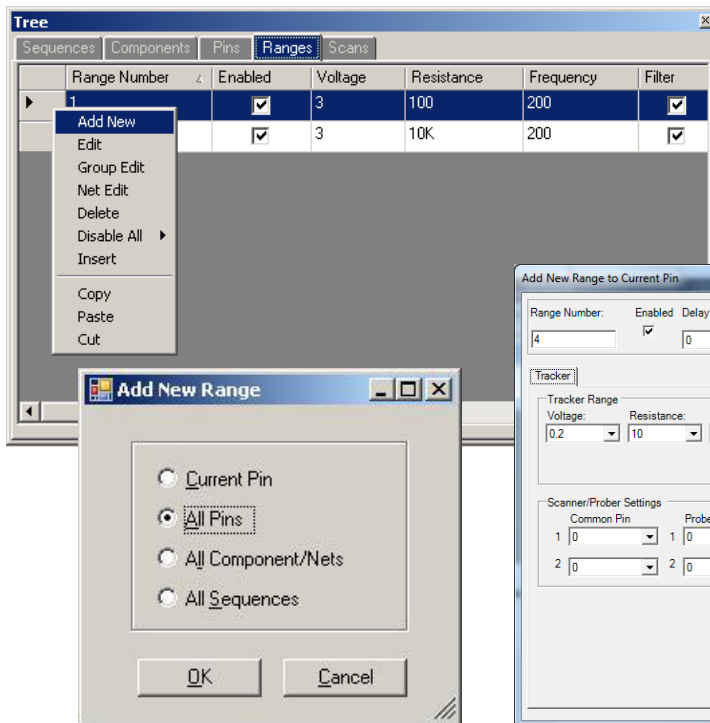 Tree
Sequences Components Pins Ranges Scans
Range Number Enabled Voltage Resistance Frequency Filter
1 3 100 200
3 10K 200
Add New
Edit
Group Edit
Net Edit
Delete
Disable All
Insert
Copy
Paste
Cut
Add New Range
Current Pin
All Pins
All Component/Nets
All Sequences
OK Cancel
Add New Range to Current Pin
Range Number: Enabled Delay
4 0
Tracker
Tracker Range
Voltage: Resistance:
0.2 10
Scanner/Prober Settings
Common Pin Probe
1 0 1 0
2 0 2 0